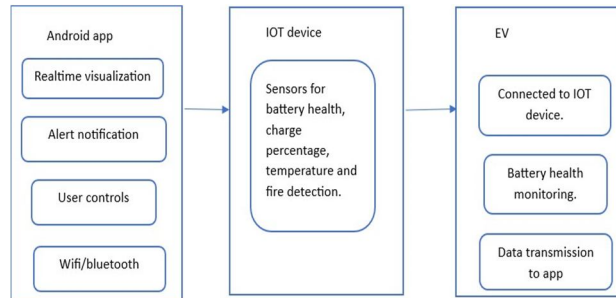 Android app
Realtime visualization
Alert notification
User controls
Wifi/bluetooth
IOT device
Sensors for
battery health,
charge
percentage,
temperature and
fire detection.
EV
Connected to IOT
device.
Battery health
monitoring.
Data transmission
to app